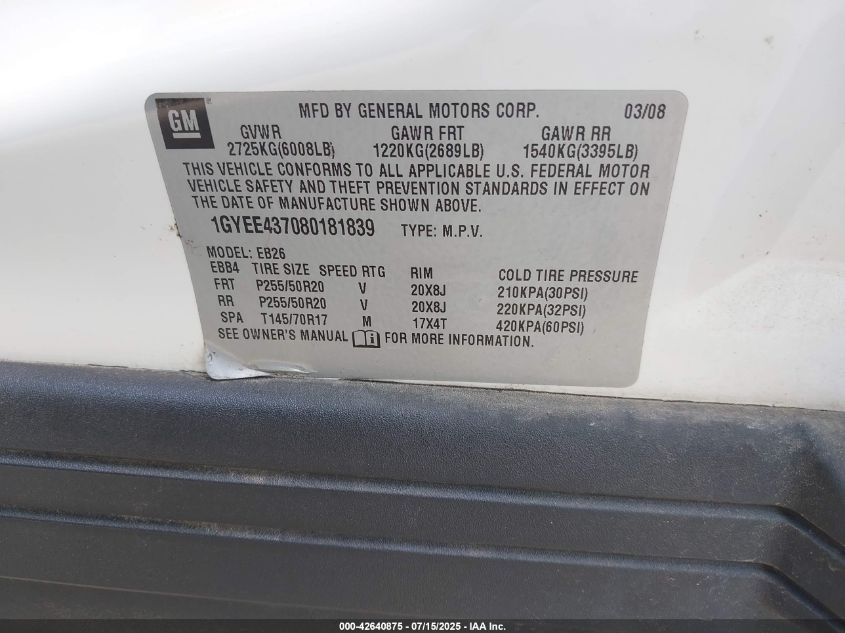 GM
MFD BY GENERAL MOTORS CORP. 03/08
GVWR GAWR FRT GAWR RR
2725KG(6008LB) 1220KG(2689LB) 1540KG(3395LB)
THIS VEHICLE CONFORMS TO ALL APPLICABLE U.S. FEDERAL MOTOR
VEHICLE SAFETY AND THEFT PREVENTION STANDARDS IN EFFECT ON
THE DATE OF MANUFACTURE SHOWN ABOVE.
1GYEE437080181839 TYPE: M.P.V.
MODEL: EB26
EBB4 TIRE SIZE SPEED RTG RIM COLD TIRE PRESSURE
FRT P255/50R20 V 20X8J 210KPA(30PSI)
RR P255/50R20 V 20X8J 220KPA(32PSI)
SPA T145/70R17 M 17X4T 420KPA(60PSI)
SEE OWNER'S MANUAL FOR MORE INFORMATION.
000-42640875 - 07/15/2025 - IAA Inc.